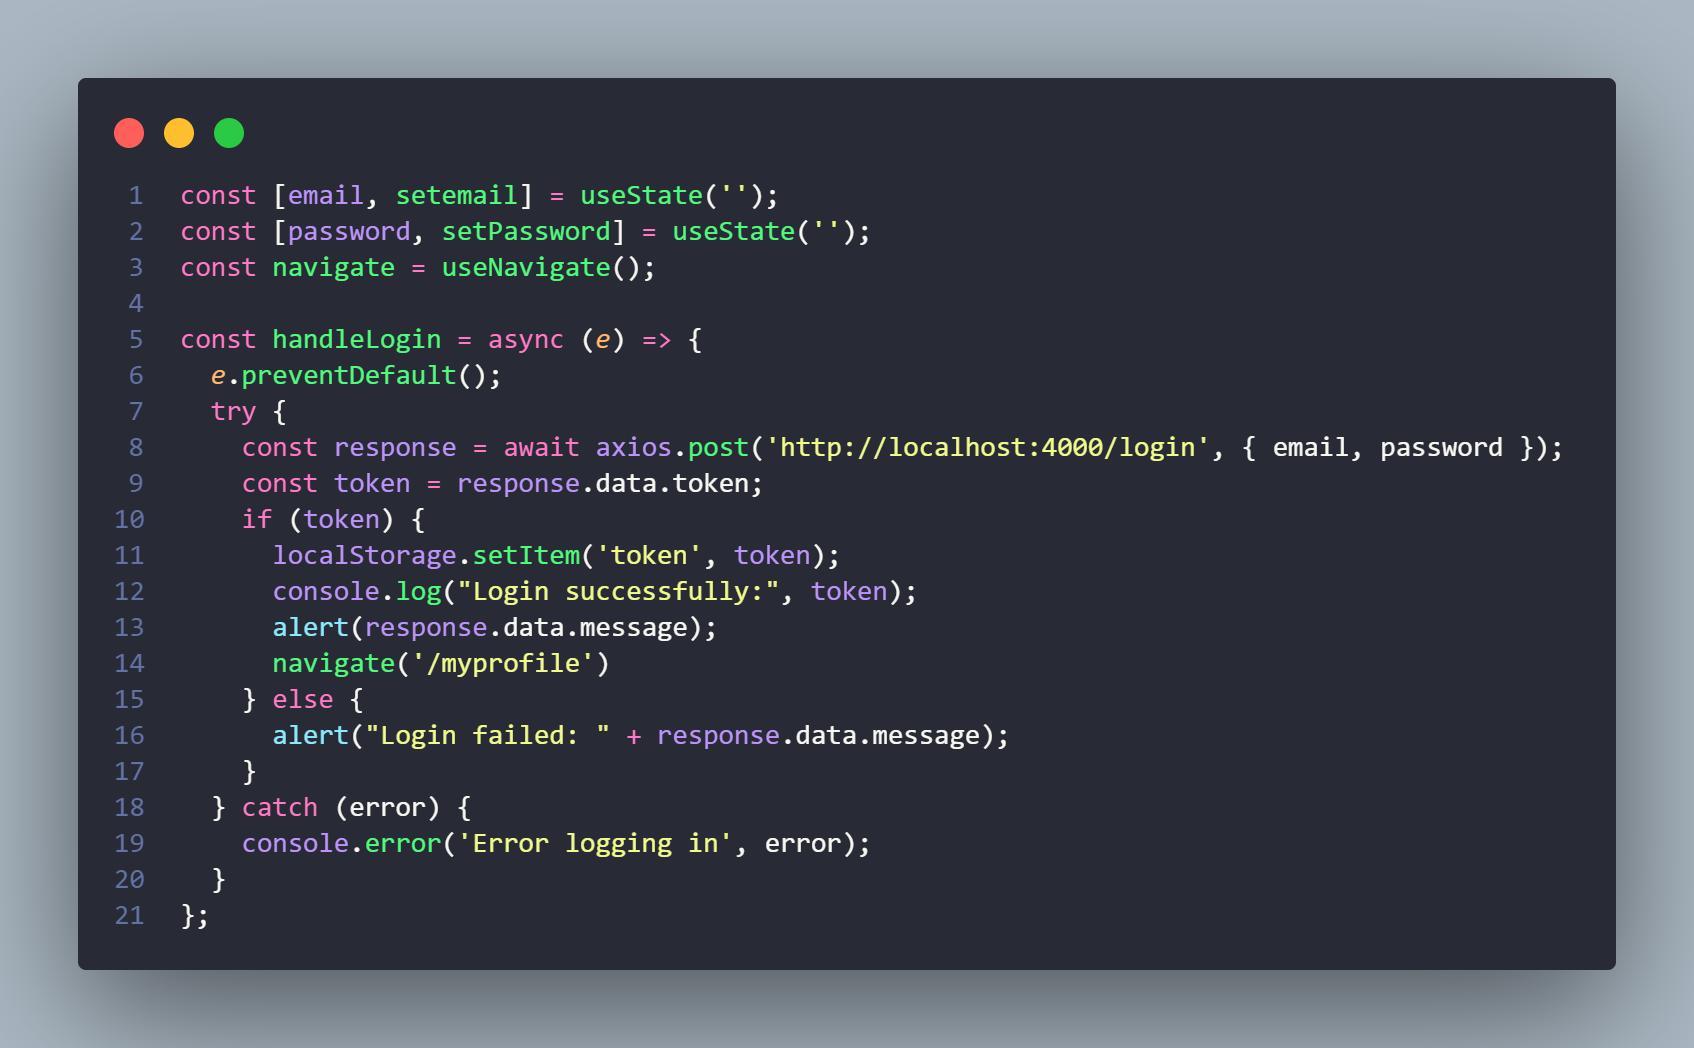 1 const [email, setemail] = useState('');
2 const [password, setPassword] = useState('');
3 const navigate = useNavigate();
4
5 const handleLogin = async (e) => {
6   e.preventDefault();
7   try {
8     const response = await axios.post('http://localhost:4000/login', { email, password });
9     const token = response.data.token;
10     if (token) {
11       localStorage.setItem('token', token);
12       console.log("Login successfully:", token);
13       alert(response.data.message);
14       navigate('/myprofile')
15     } else {
16       alert("Login failed: " + response.data.message);
17     }
18   } catch (error) {
19     console.error('Error logging in', error);
20   }
21 };